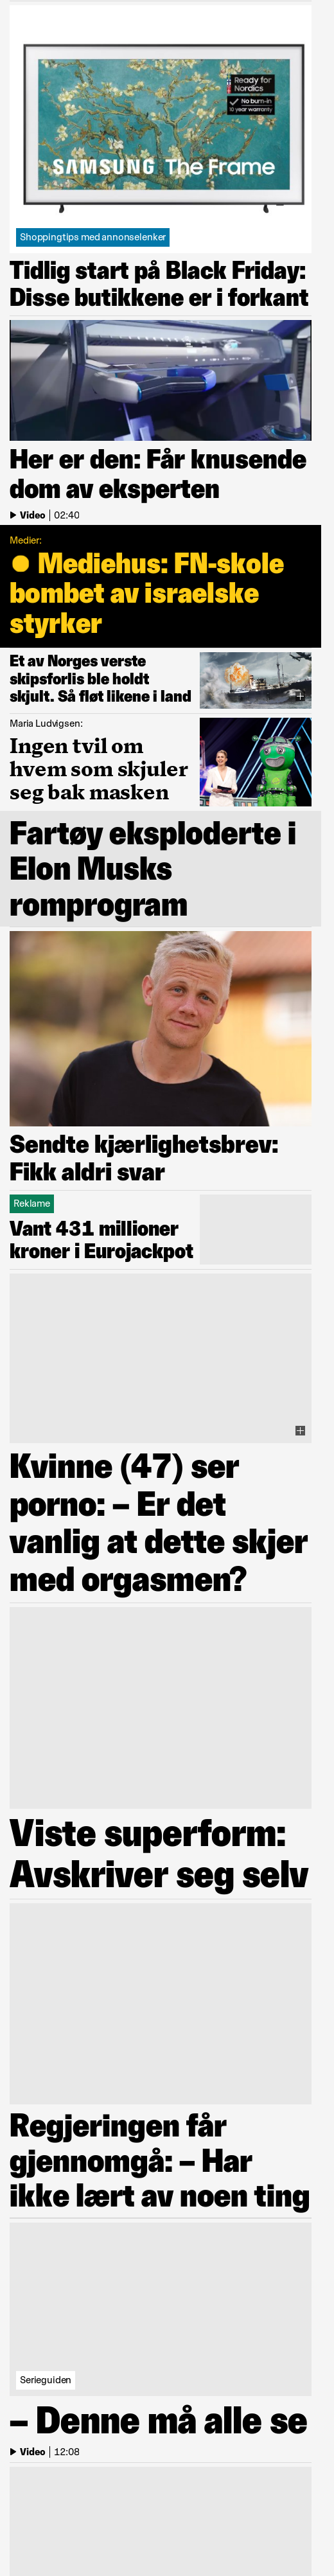 Ready for
Nordics
No burn-in
10 year warranty
SAMSUNG The Frame
Shoppingtips med annonselenker
Tidlig start på Black Friday:
Disse butikkene er i forkant
Her er den: Får knusende
dom av eksperten
Video | 02:40
Medier:
Mediehus: FN-skole
bombet av israelske
styrker
Et av Norges verste
skipsforlis ble holdt
skjult. Så fløt likene i land
Maria Ludvigsen:
Ingen tvil om
hvem som skjuler
seg bak masken
Fartøy eksploderte i
Elon Musks
romprogram
Sendte kjærlighetsbrev:
Fikk aldri svar
Reklame
Vant 431 millioner
kroner i Eurojackpot
Kvinne (47) ser
porno: – Er det
vanlig at dette skjer
med orgasmen?
Viste superform:
Avskriver seg selv
Regjeringen får
gjennomgå: – Har
ikke lært av noen ting
Serieguiden
– Denne må alle se
Video | 12:08